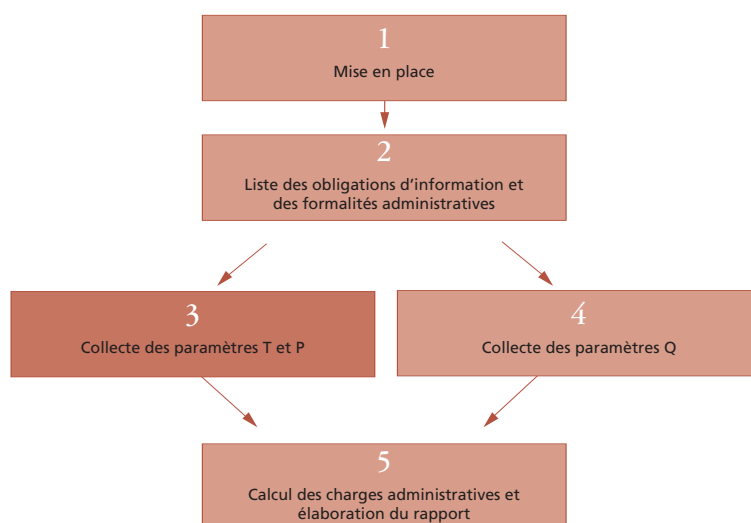 1
Mise en place
2
Liste des obligations d’information et
des formalités administratives
3
Collecte des paramètres T et P
4
Collecte des paramètres Q
5
Calcul des charges administratives et
élaboration du rapport